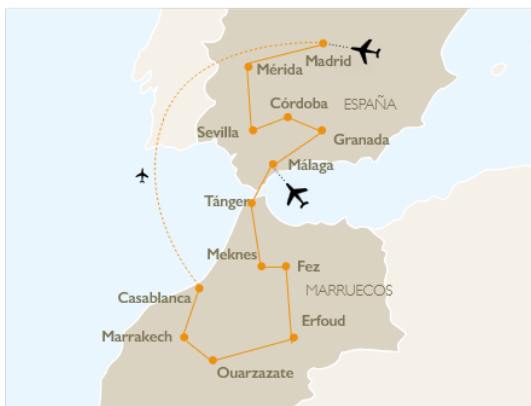 Madrid
Mérida
Córdoba
ESPAÑA
Sevilla
Granada
Málaga
Tánger
Meknes
Fez
MARRUECOS
Casablanca
Erfoud
Marrakech
Ouarzazate